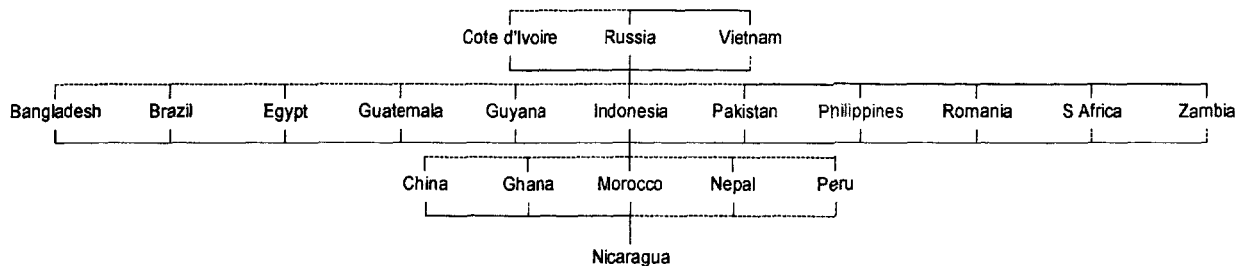 Cote d'Ivoire Russia Vietnam
Bangladesh Brazil Egypt Guatemala Guyana Indonesia Pakistan Philippines Romania S Africa Zambia
China Ghana Morocco Nepal Peru
Nicaragua